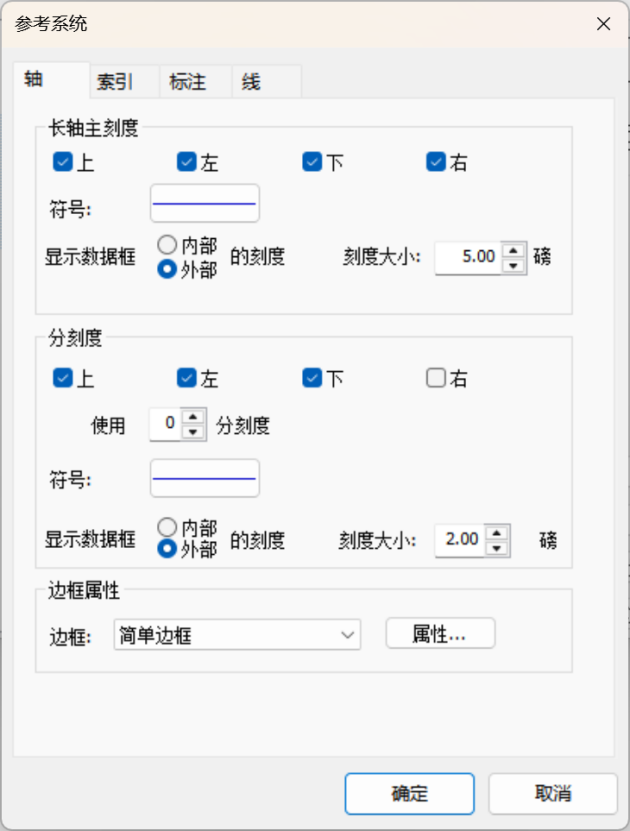 参考系统
轴 索引 标注 线
长轴主刻度
上 左 下 右
符号:
显示数据框 内部 外部 的刻度 刻度大小: 5.00 磅
分刻度
上 左 下 右
使用 0 分刻度
符号:
显示数据框 内部 外部 的刻度 刻度大小: 2.00 磅
边框属性
边框: 简单边框 属性...
确定 取消